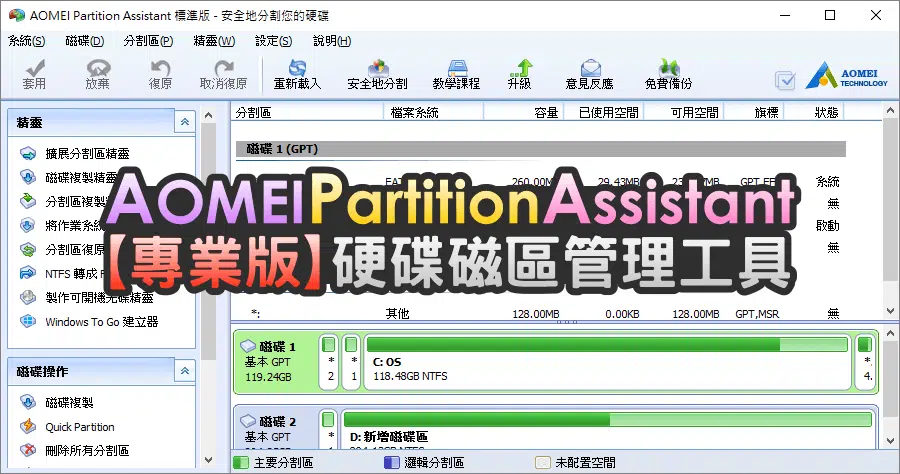 AOMEI Partition Assistant 標準版 - 安全地分割您的硬碟
系統(S) 磁碟(D) 分割區(P) 精靈(W) 設定(S) 說明(H)
套用 放棄 復原 取消復原 重新載入 安全地分割 教學課程 升級 意見反應 免費備份
AOMEI
TECHNOLOGY
精靈
擴展分割區精靈
磁碟複製精靈
分割區複製
將作業系統
分割區復原
NTFS 轉成
製作可開機光碟精靈
Windows To Go 建立器
磁碟操作
磁碟複製
Quick Partition
刪除所有分割區
分割區 檔案系統 容量 已使用空間 可用空間 旗標 狀態
磁碟 1 (GPT)
260.00MB 29.43MB 系統
無
啟動
無
AOMEI Partition Assistant
【專業版】硬碟磁區管理工具
*: 其他 128.00MB 0.00KB 128.00MB GPT,MSR 無
磁碟 1
基本 GPT
119.24GB
* * C: OS *.
2 1 118.48GB NTFS 4.
磁碟 2
基本 GPT
* D: 新增磁碟區
主要分割區 邏輯分割區 未配置空間